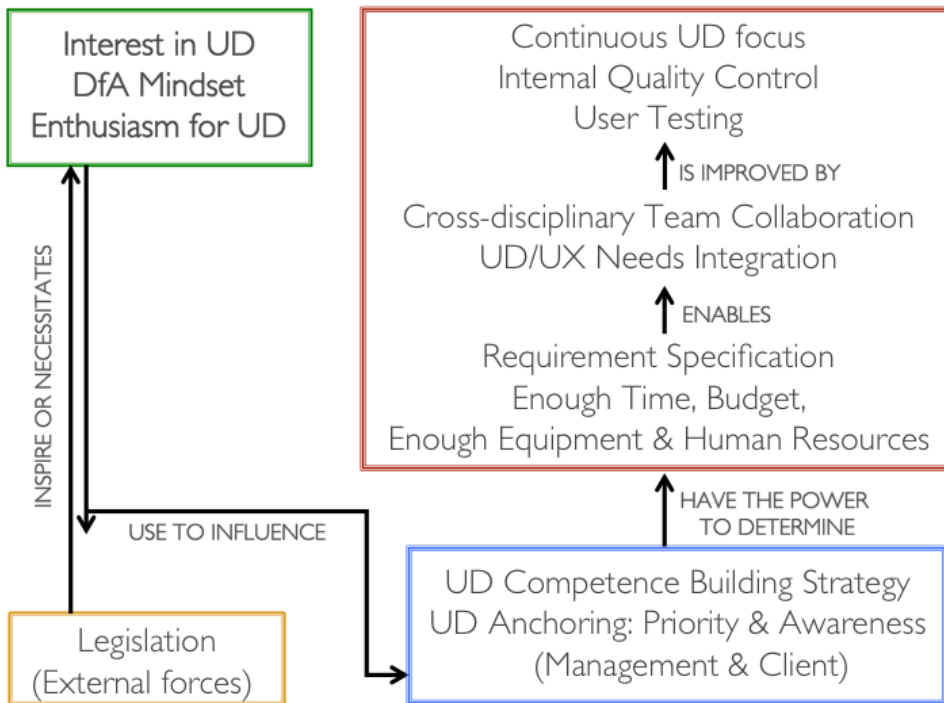 Interest in UD
DfA Mindset
Enthusiasm for UD
Continuous UD focus
Internal Quality Control
User Testing
IS IMPROVED BY
Cross-disciplinary Team Collaboration
UD/UX Needs Integration
ENABLES
Requirement Specification
Enough Time, Budget,
Enough Equipment & Human Resources
INSPIRE OR NECESSITATES
USE TO INFLUENCE
HAVE THE POWER
TO DETERMINE
Legislation
(External forces)
UD Competence Building Strategy
UD Anchoring: Priority & Awareness
(Management & Client)